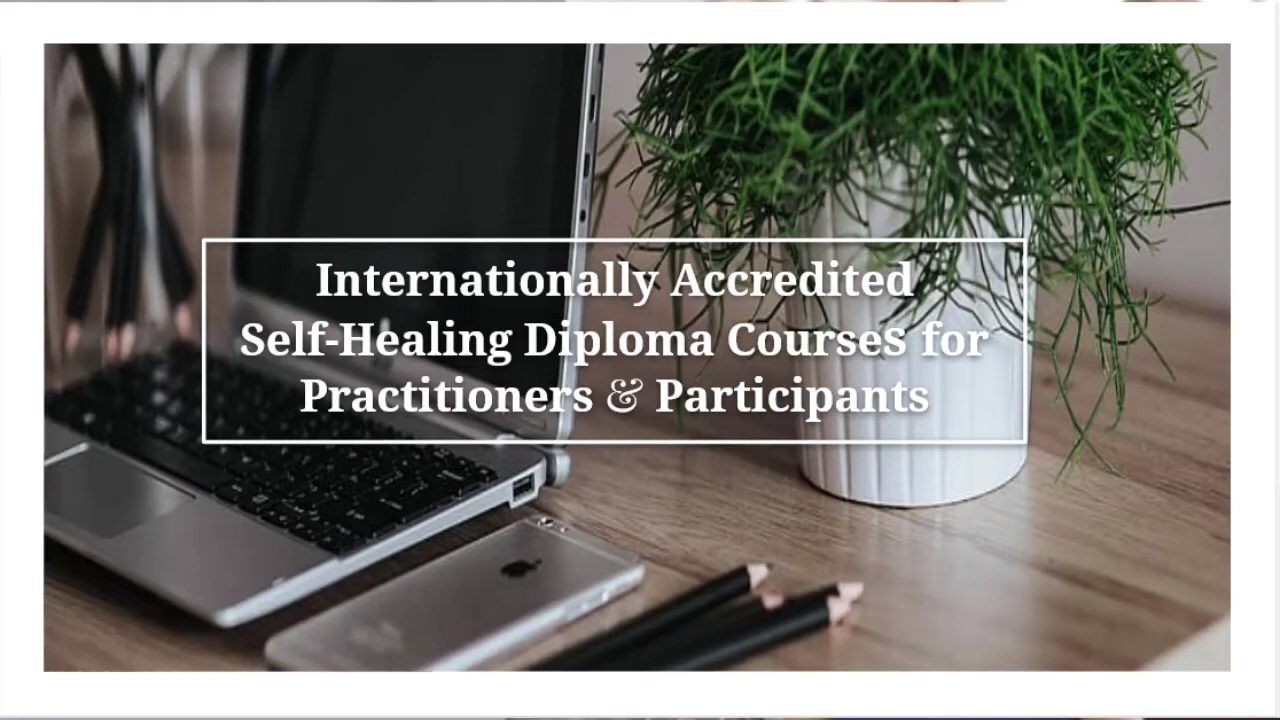 Internationally Accredited
Self-Healing Diploma Courses for
Practitioners & Participants